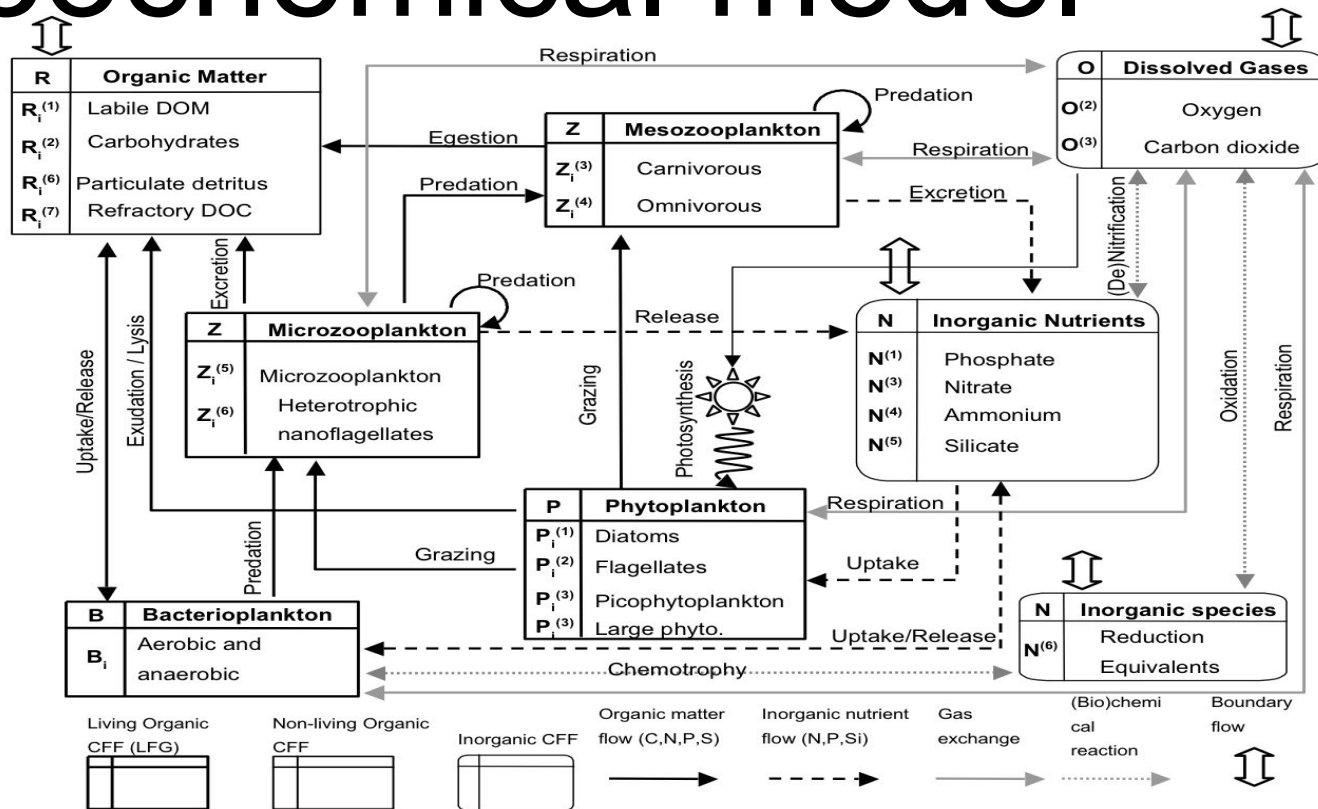 ochemical model
R Organic Matter
R_i^(1) Labile DOM
R_i^(2) Carbohydrates
R_i^(6) Particulate detritus
R_i^(7) Refractory DOC
Respiration
O Dissolved Gases
O^(2) Oxygen
O^(3) Carbon dioxide
Z Mesozooplankton
Z_i^(3) Carnivorous
Z_i^(4) Omnivorous
Predation
Egestion
Predation
Respiration
Excretion
(De)Nitrification
Excretion
Predation
Z Microzooplankton
Z_i^(5) Microzooplankton
Z_i^(6) Heterotrophic
nanoflagellates
Release
N Inorganic Nutrients
N^(1) Phosphate
N^(3) Nitrate
N^(4) Ammonium
N^(5) Silicate
Uptake/Release
Exudation / Lysis
Grazing
Photosynthesis
Oxidation
Respiration
P Phytoplankton
P_i^(1) Diatoms
P_i^(2) Flagellates
P_i^(3) Picophytoplankton
P_i^(3) Large phyto.
Respiration
Grazing
Uptake
Predation
B Bacterioplankton
B_i Aerobic and
anaerobic
Uptake/Release
Chemotrophy
N Inorganic species
N^(6) Reduction
Equivalents
Living Organic
CFF (LFG)
Non-living Organic
CFF
Inorganic CFF
Organic matter
flow (C,N,P,S)
Inorganic nutrient
flow (N,P,Si)
Gas
exchange
(Bio)chemi
cal
reaction
Boundary
flow